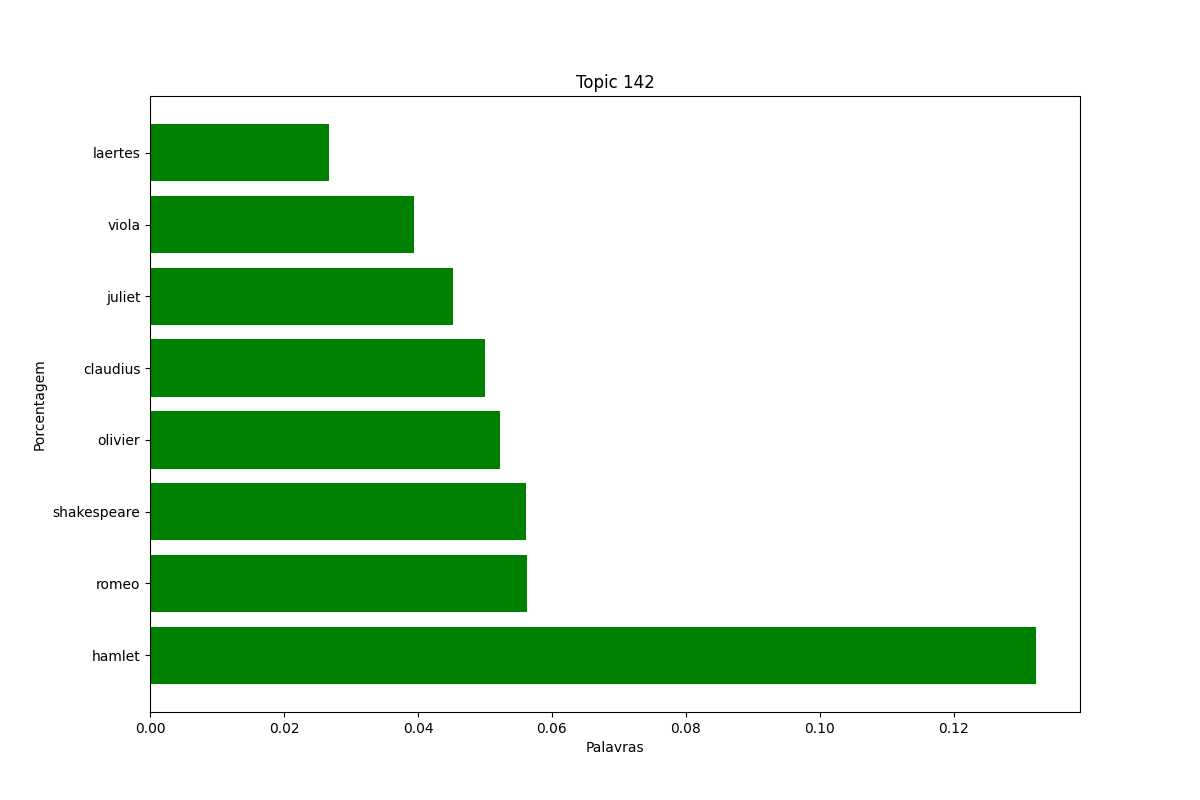 Topic 142
laertes
viola
juliet
claudius
olivier
shakespeare
romeo
hamlet
Porcentagem
0.00 0.02 0.04 0.06 0.08 0.10 0.12
Palavras